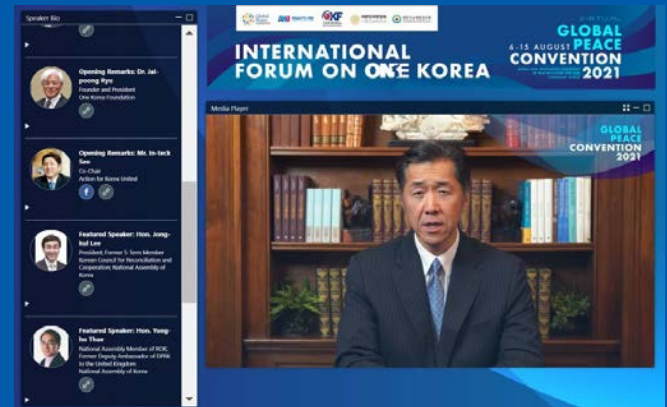 Speaker Bio
Opening Remarks: Dr. Jai-
poong Ryu
Founder and President
One Korea Foundation
Opening Remarks: Mr. In-teck
Seo
Co-Chair
Action for Korea United
Featured Speaker: Hon. Jong-
kul Lee
President, Former 5-Term Member
Korean Council for Reconciliation and
Cooperation; National Assembly of
Korea
Featured Speaker: Hon. Yong-
ho Thae
National Assembly Member of ROK;
Former Deputy Ambassador of DPRK
to the United Kingdom
National Assembly of Korea
INTERNATIONAL
FORUM ON ONE KOREA
VIRTUAL
GLOBAL
6-15 AUGUST PEACE
CONVENTION
2021
Media Player
GLOBAL
PEACE
CONVENTION
2021